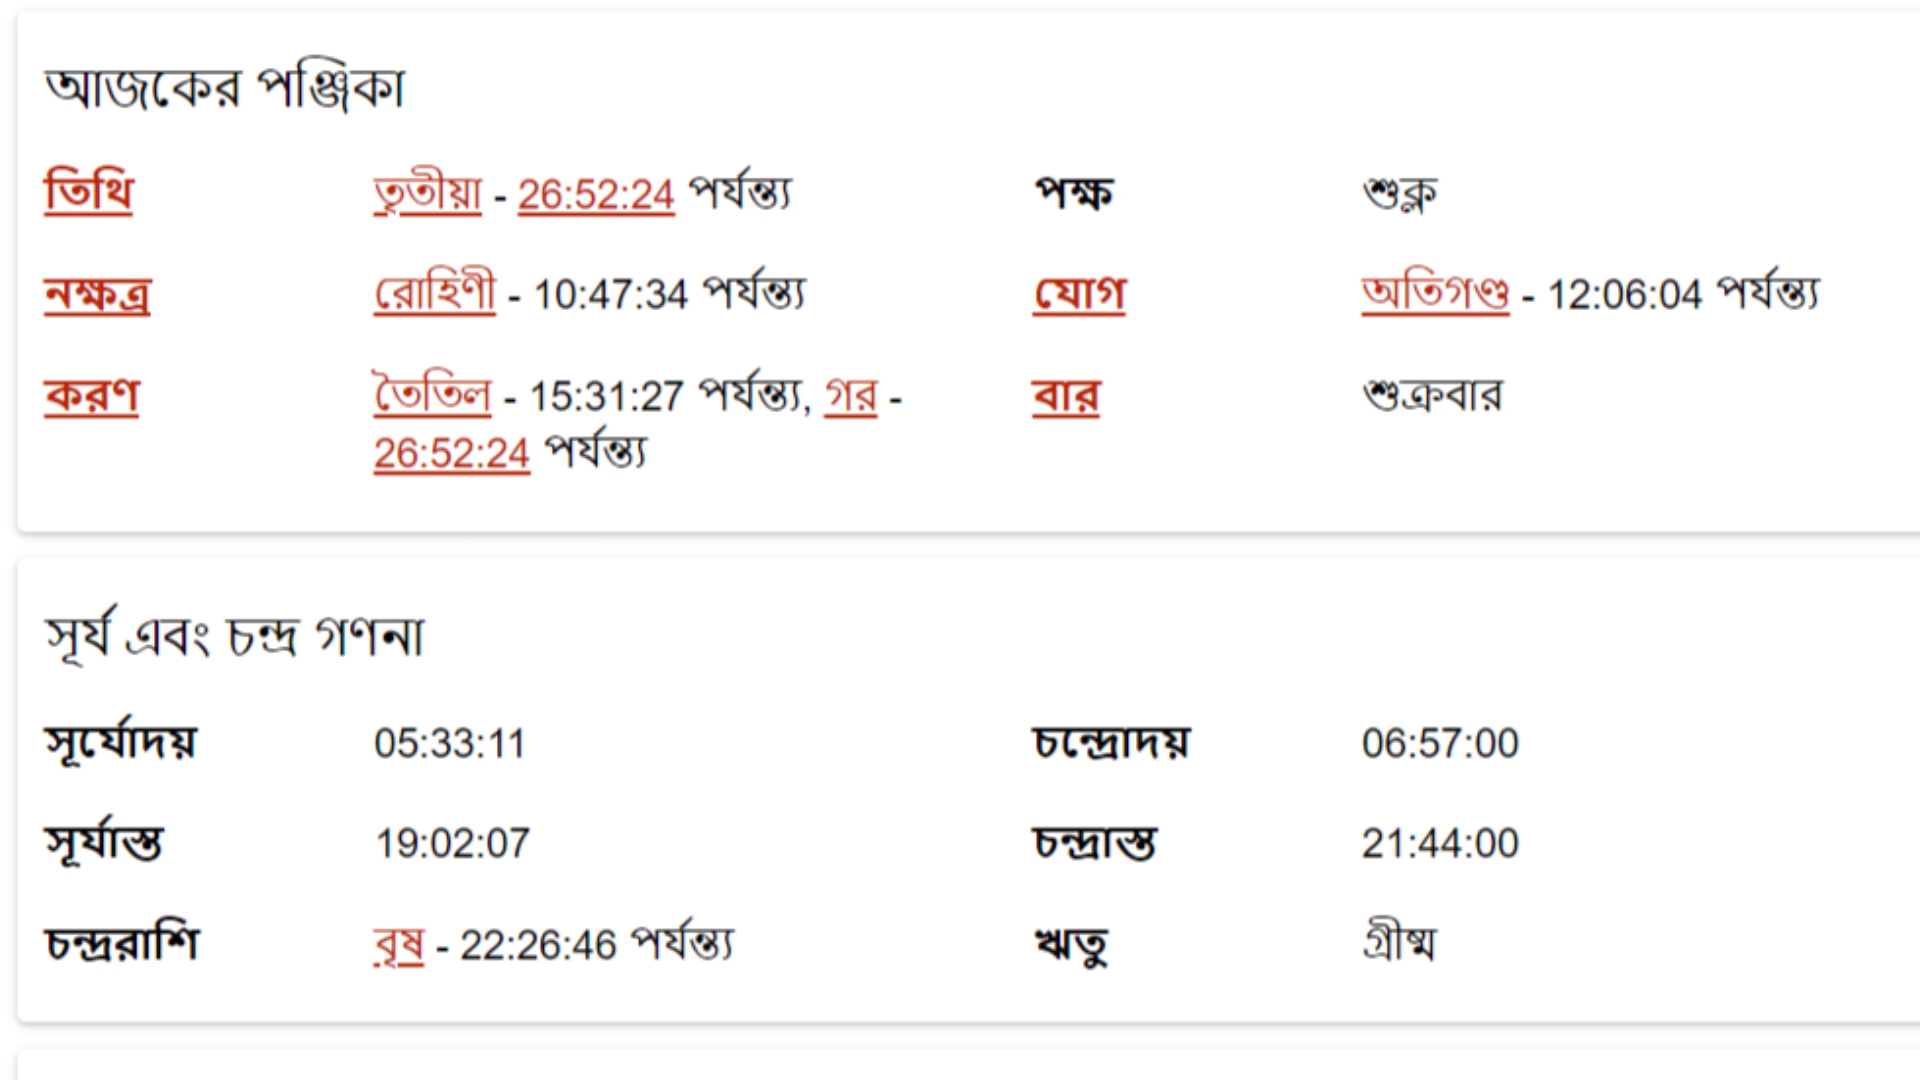 আজকের পঞ্জিকা
তিথি তৃতীয়া - 26:52:24 পর্যন্ত্য পক্ষ শুক্ল
নক্ষত্র রোহিণী - 10:47:34 পর্যন্ত্য যোগ অতিগণ্ড - 12:06:04 পর্যন্ত্য
করণ তৈতিল - 15:31:27 পর্যন্ত্য, গর - বার শুক্রবার
26:52:24 পর্যন্ত্য
সূর্য এবং চন্দ্র গণনা
সূর্যোদয় 05:33:11 চন্দ্রোদয় 06:57:00
সূর্যাস্ত 19:02:07 চন্দ্রাস্ত 21:44:00
চন্দ্ররাশি বৃষ - 22:26:46 পর্যন্ত্য ঋতু গ্রীষ্ম